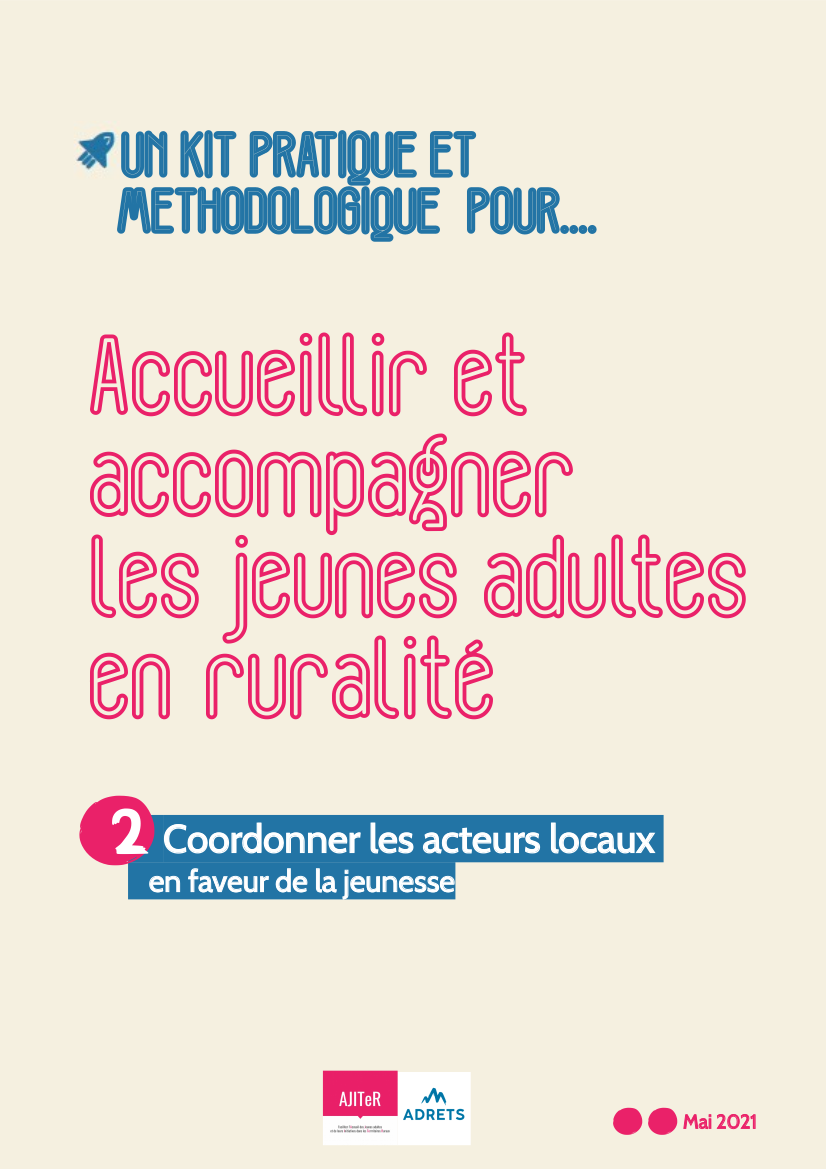 UN KIT PRATIQUE ET
METHODOLOGIQUE POUR....
Accueillir et
accompagner
les jeunes adultes
en ruralité
2 Coordonner les acteurs locaux
en faveur de la jeunesse
AJITeR
ADRETS
Mai 2021